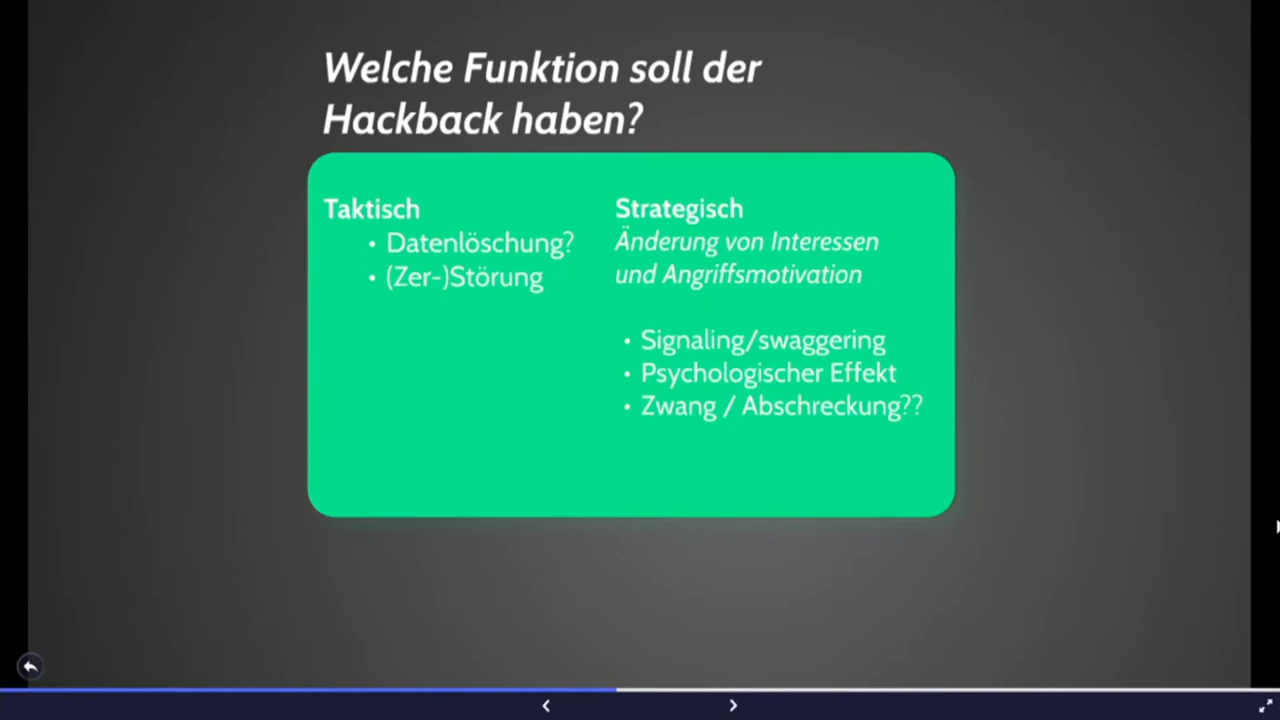 Welche Funktion soll der
Hackback haben?
Taktisch
• Datenlöschung?
• (Zer-)Störung
Strategisch
Änderung von Interessen
und Angriffsmotivation
• Signaling/swaggering
• Psychologischer Effekt
• Zwang / Abschreckung??